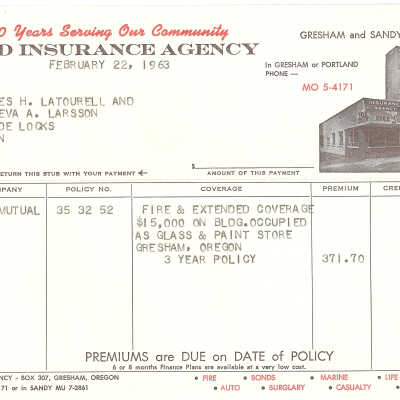 0 Years Serving Our Community
D INSURANCE AGENCY
GRESHAM and SANDY
FEBRUARY 22, 1963
In GRESHAM or PORTLAND
PHONE —
MO 5-4171
INSURANCE
AGENCY
ES H. LATOURELL AND
EVA A. LARSSON
DE LOCKS
N
RETURN THIS STUB WITH YOUR PAYMENT
$
AMOUNT OF THIS PAYMENT
MPANY POLICY NO. COVERAGE PREMIUM CRE
MUTUAL 35 32 52 FIRE & EXTENDED COVERAGE
$15,000 ON BLDG.OCCUPIED
AS GLASS & PAINT STORE
GRESHAM, OREGON
3 YEAR POLICY 371.70
PREMIUMS are DUE on DATE of POLICY
6 or 8 months Finance Plans are available at a very low cost.
NCY - BOX 307, GRESHAM, OREGON
71 or in SANDY MU 7-2861
• FIRE • BONDS • MARINE • LIFE
• AUTO • BURGLARY • CASUALTY •